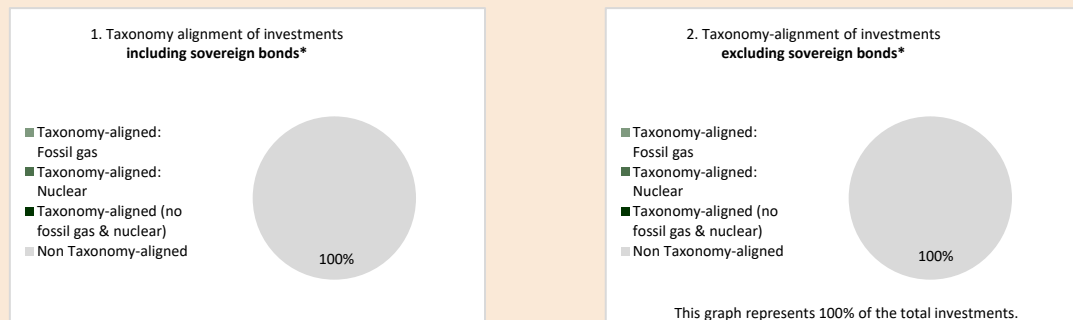 1. Taxonomy alignment of investments
including sovereign bonds*
Taxonomy-aligned:
Fossil gas
Taxonomy-aligned:
Nuclear
Taxonomy-aligned (no
fossil gas & nuclear)
Non Taxonomy-aligned
100%
2. Taxonomy-alignment of investments
excluding sovereign bonds*
Taxonomy-aligned:
Fossil gas
Taxonomy-aligned:
Nuclear
Taxonomy-aligned (no
fossil gas & nuclear)
Non Taxonomy-aligned
100%
This graph represents 100% of the total investments.